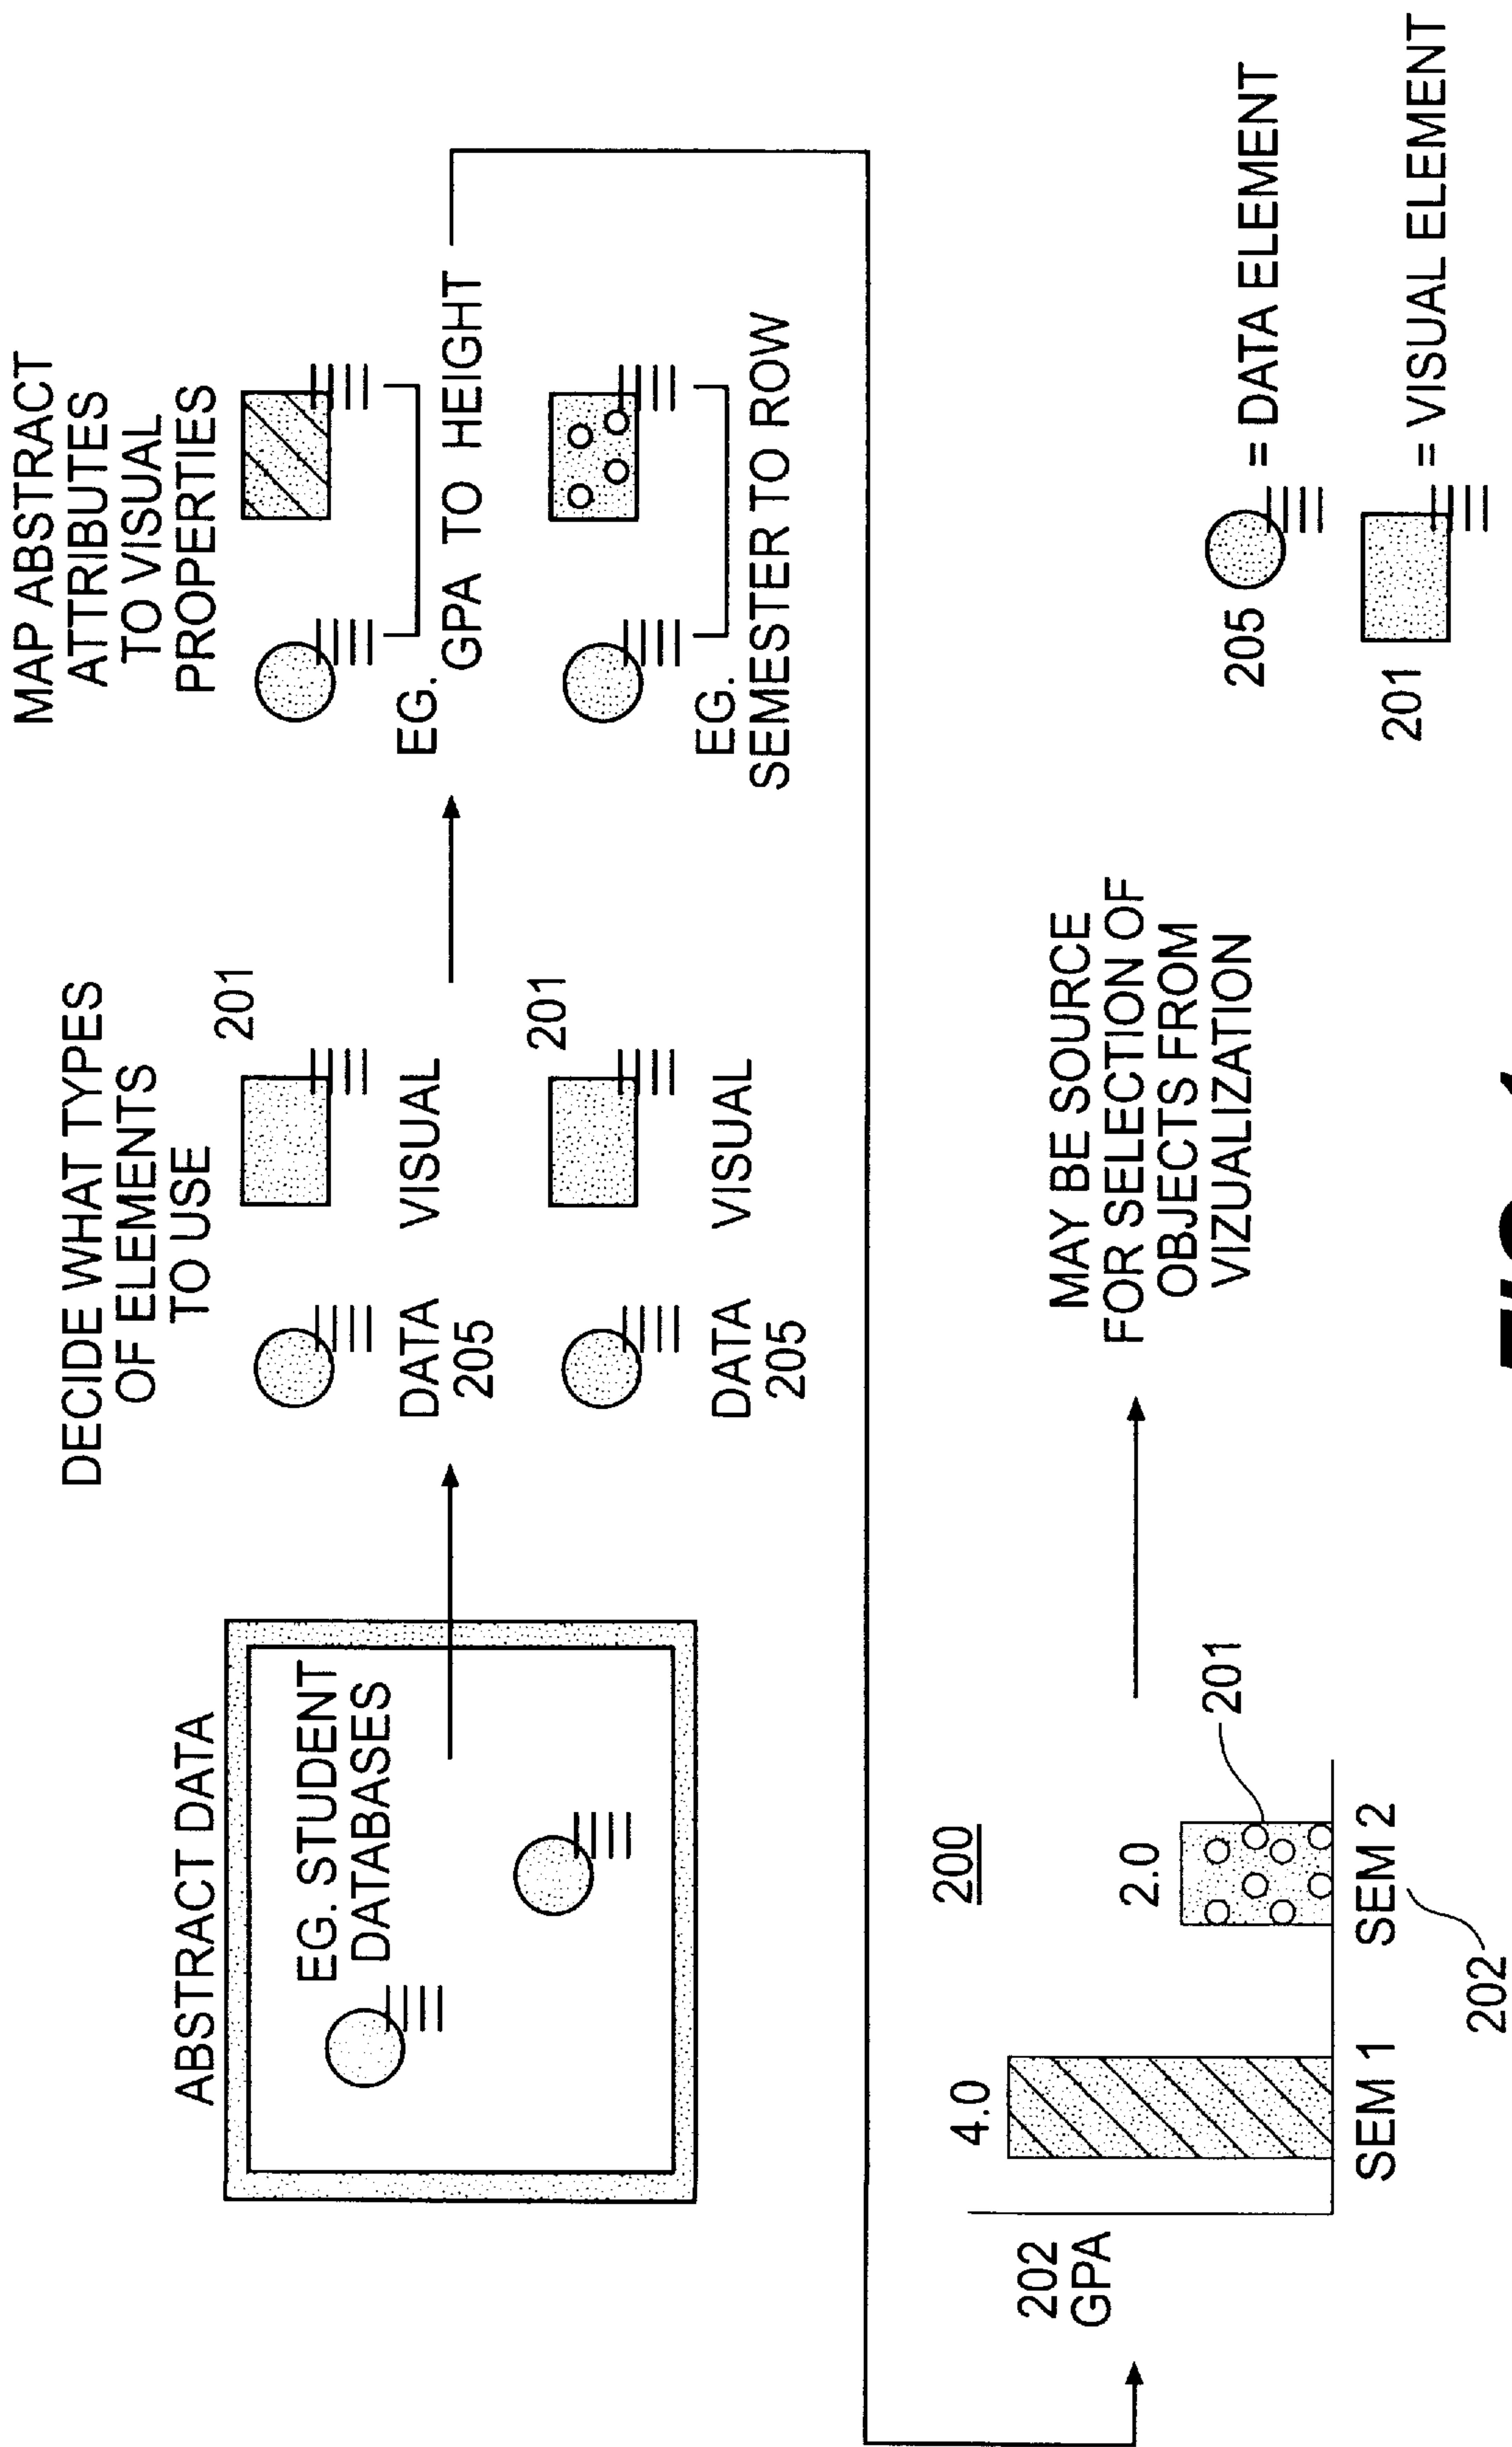 ABSTRACT DATA
EG. STUDENT
DATABASES
DECIDE WHAT TYPES
OF ELEMENTS
TO USE
201
DATA
205
VISUAL
201
DATA
205
VISUAL
MAP ABSTRACT
ATTRIBUTES
TO VISUAL
PROPERTIES
EG.
GPA TO HEIGHT
EG.
SEMESTER TO ROW
200
202
GPA
4.0
2.0
201
SEM 1
SEM 2
202
MAY BE SOURCE
FOR SELECTION OF
OBJECTS FROM
VIZUALIZATION
205 = DATA ELEMENT
201 = VISUAL ELEMENT